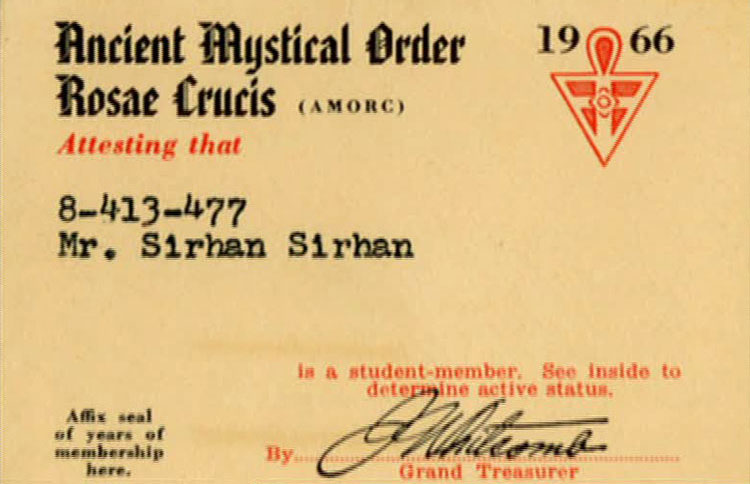 Ancient Mystical Order
Rosae Crucis (AMORC)
19 66
Attesting that
8-413-477
Mr. Sirhan Sirhan
is a student-member. See inside to
determine active status.
Affix seal
of years of
membership
here.
By J Whitcomb
Grand Treasurer